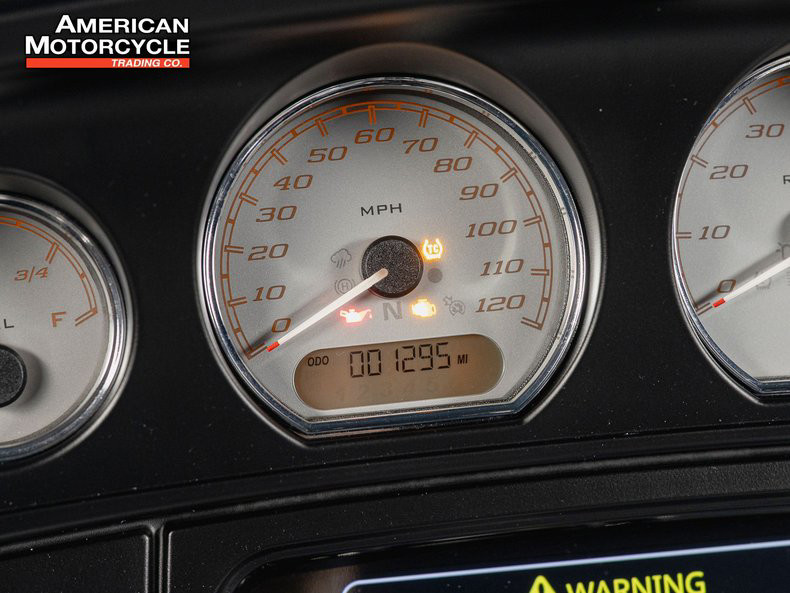 AMERICAN
MOTORCYCLE
TRADING CO.
60
50 70
40 80
30 MPH 90
20 TC 100
10 110
0 N 120
ODO 001295 MI
3/4
F
L
30
20
10
0
R
WARNING